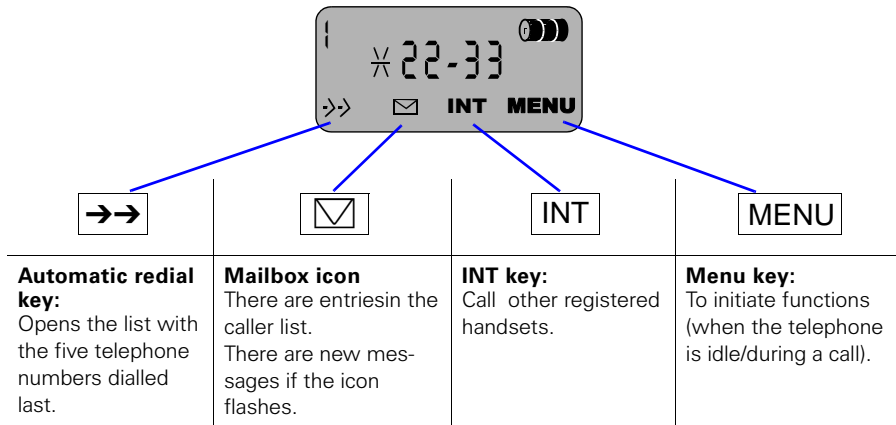 1
22-33
->-> INT MENU
➔➔ INT MENU
Automatic redial
key:
Opens the list with
the five telephone
numbers dialled
last.
Mailbox icon
There are entriesin the
caller list.
There are new mes-
sages if the icon
flashes.
INT key:
Call other registered
handsets.
Menu key:
To initiate functions
(when the telephone
is idle/during a call).